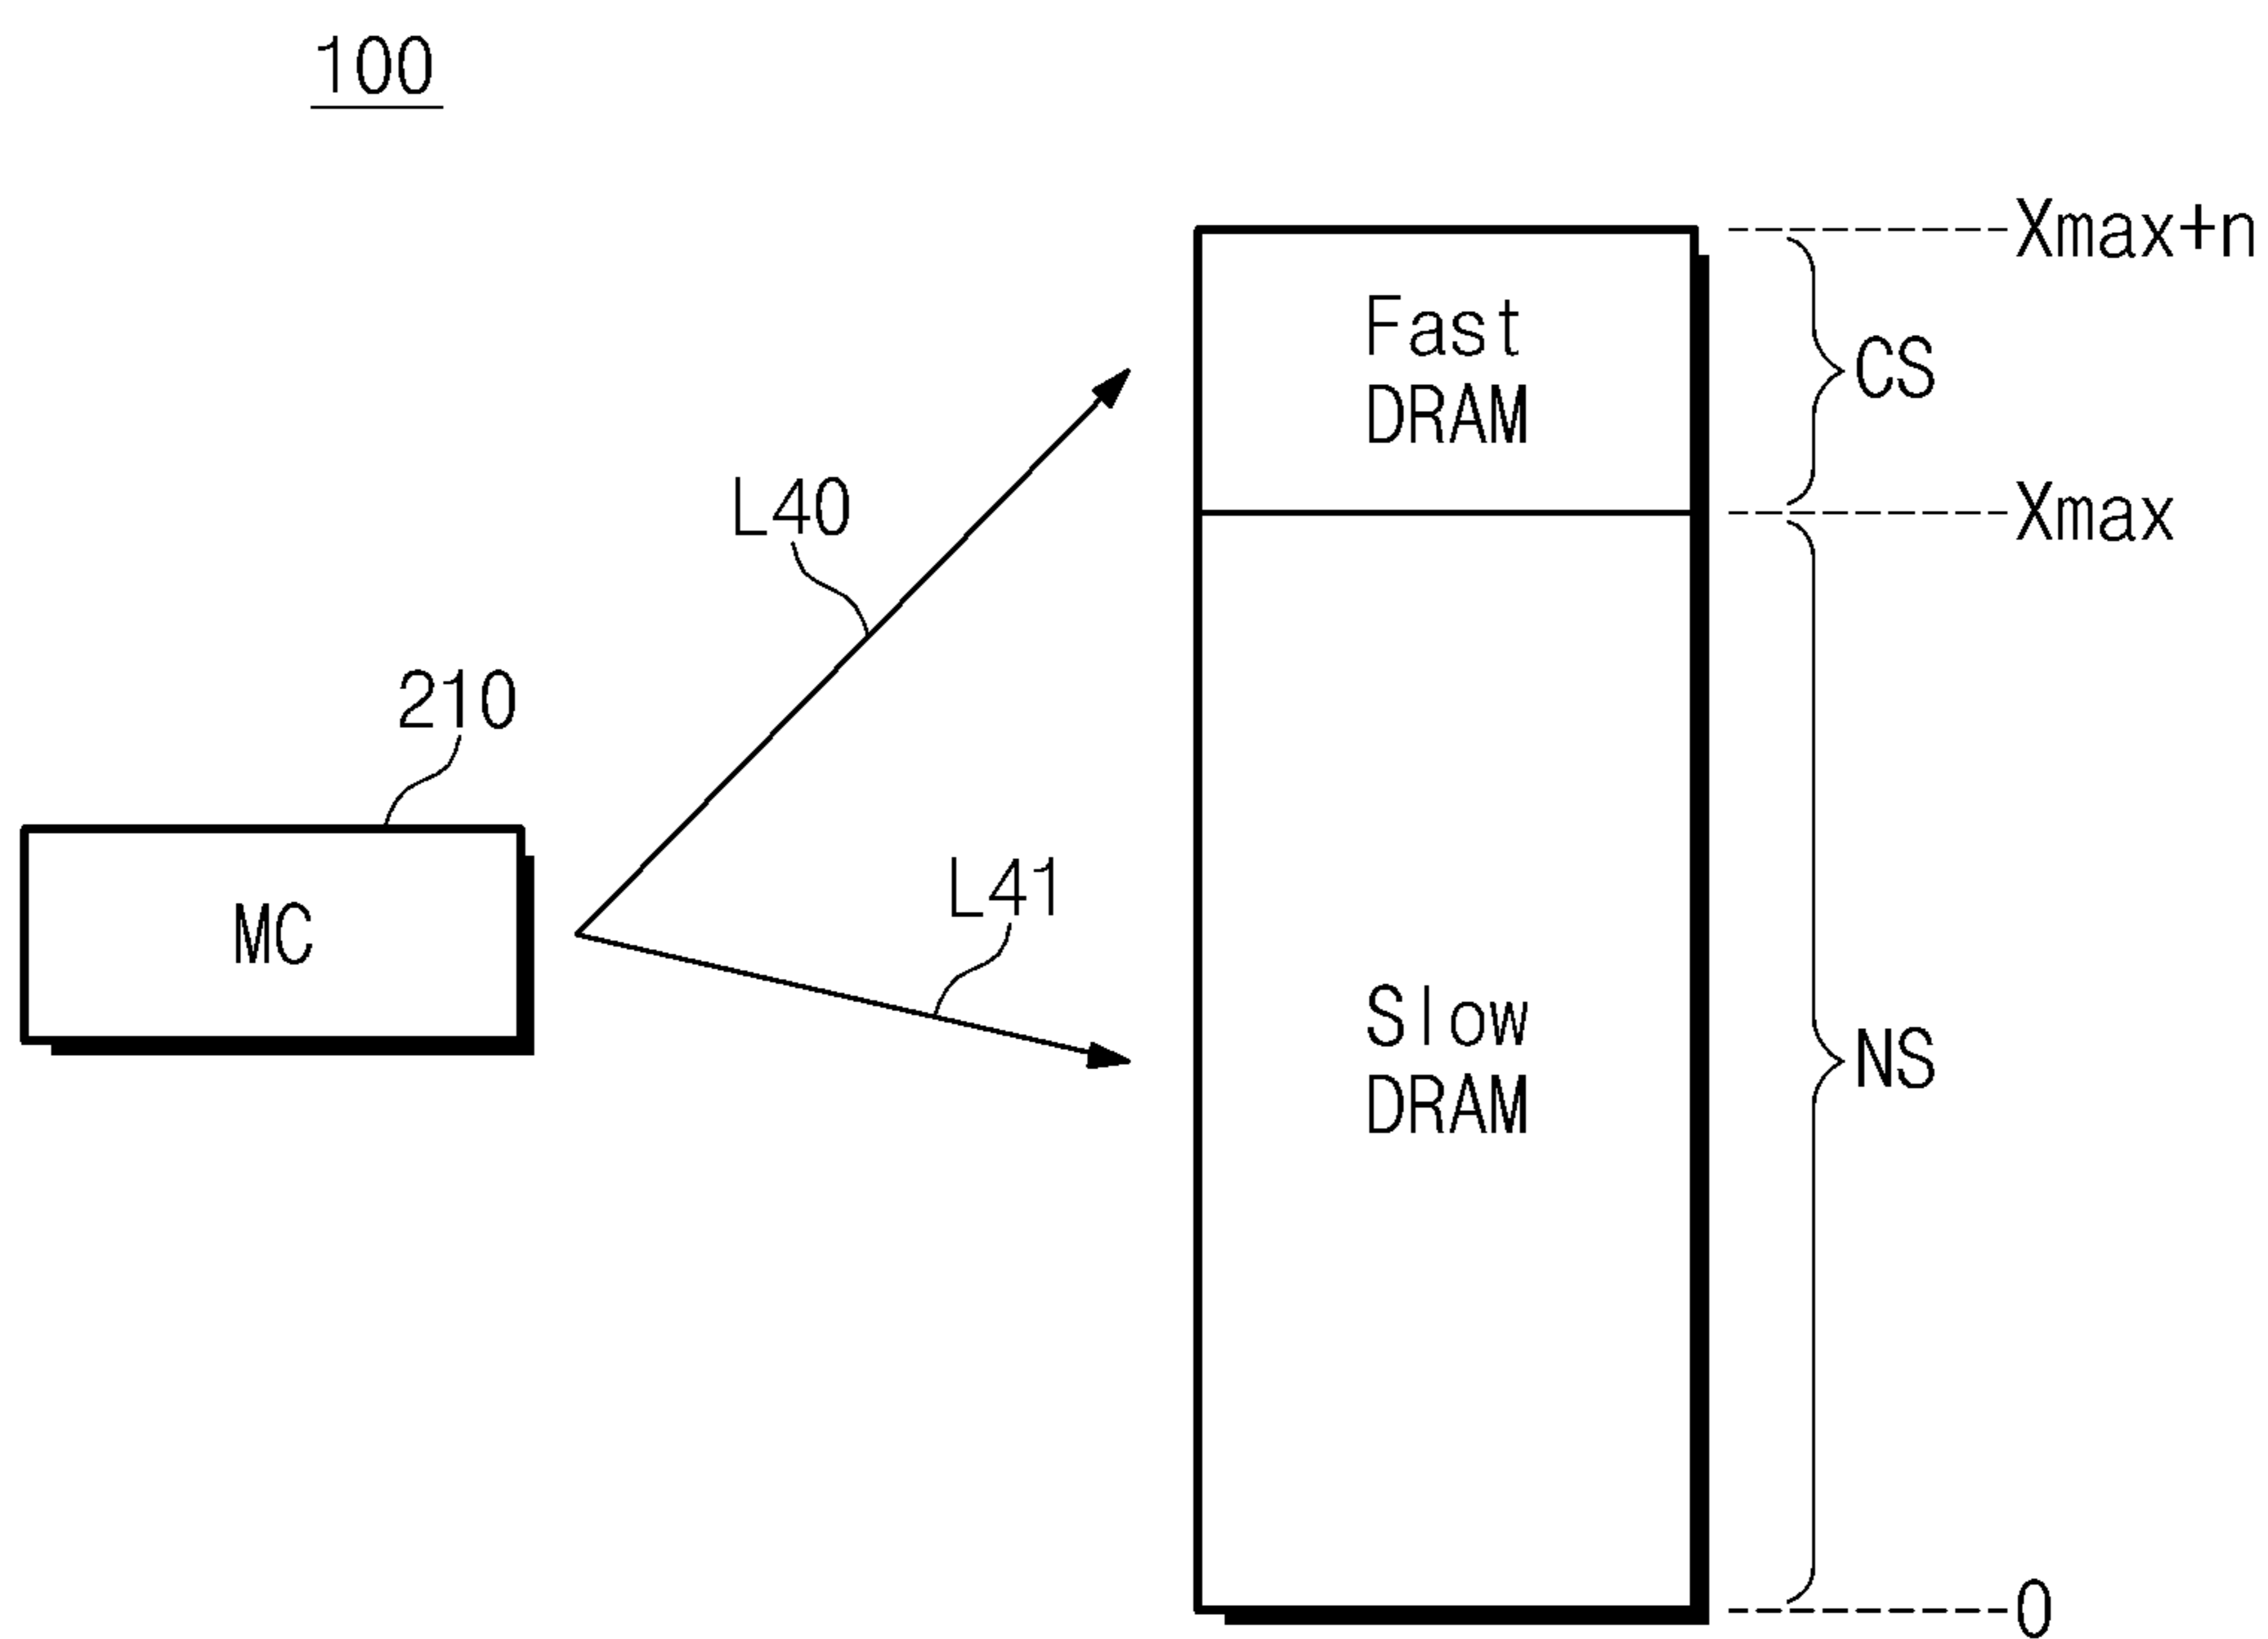 100
Xmax+n
Fast
DRAM
CS
L40
Xmax
210
L41
MC
Slow
DRAM
NS
0